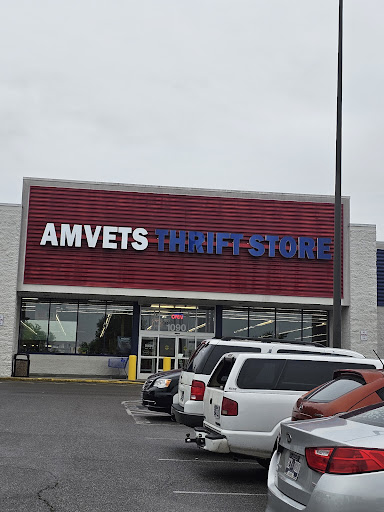 AMVETS THRIFT STORE
OPEN
1090